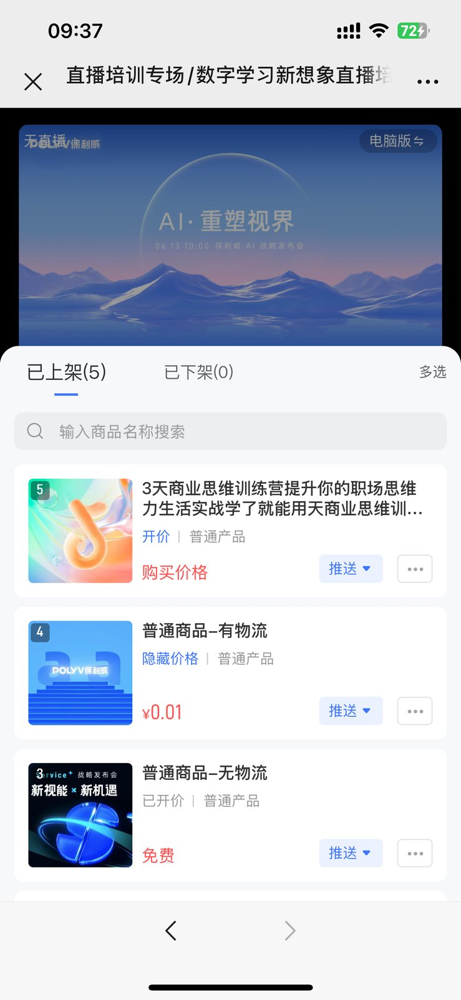 09:37
72
直播培训专场/数字学习新想象直播培
无直播
POLYV保利威
电脑版
AI·重塑视界
06.13 10:00 保利威 AI 战略发布会
已上架(5)
已下架(0)
多选
输入商品名称搜索
5
3天商业思维训练营提升你的职场思维
力生活实战学了就能用天商业思维训...
开价 | 普通产品
购买价格
推送
4
POLYV保利威
普通商品-有物流
隐藏价格 | 普通产品
¥0.01
推送
3
Service+ 战略发布会
新视能 × 新机遇
普通商品-无物流
已开价 | 普通产品
免费
推送